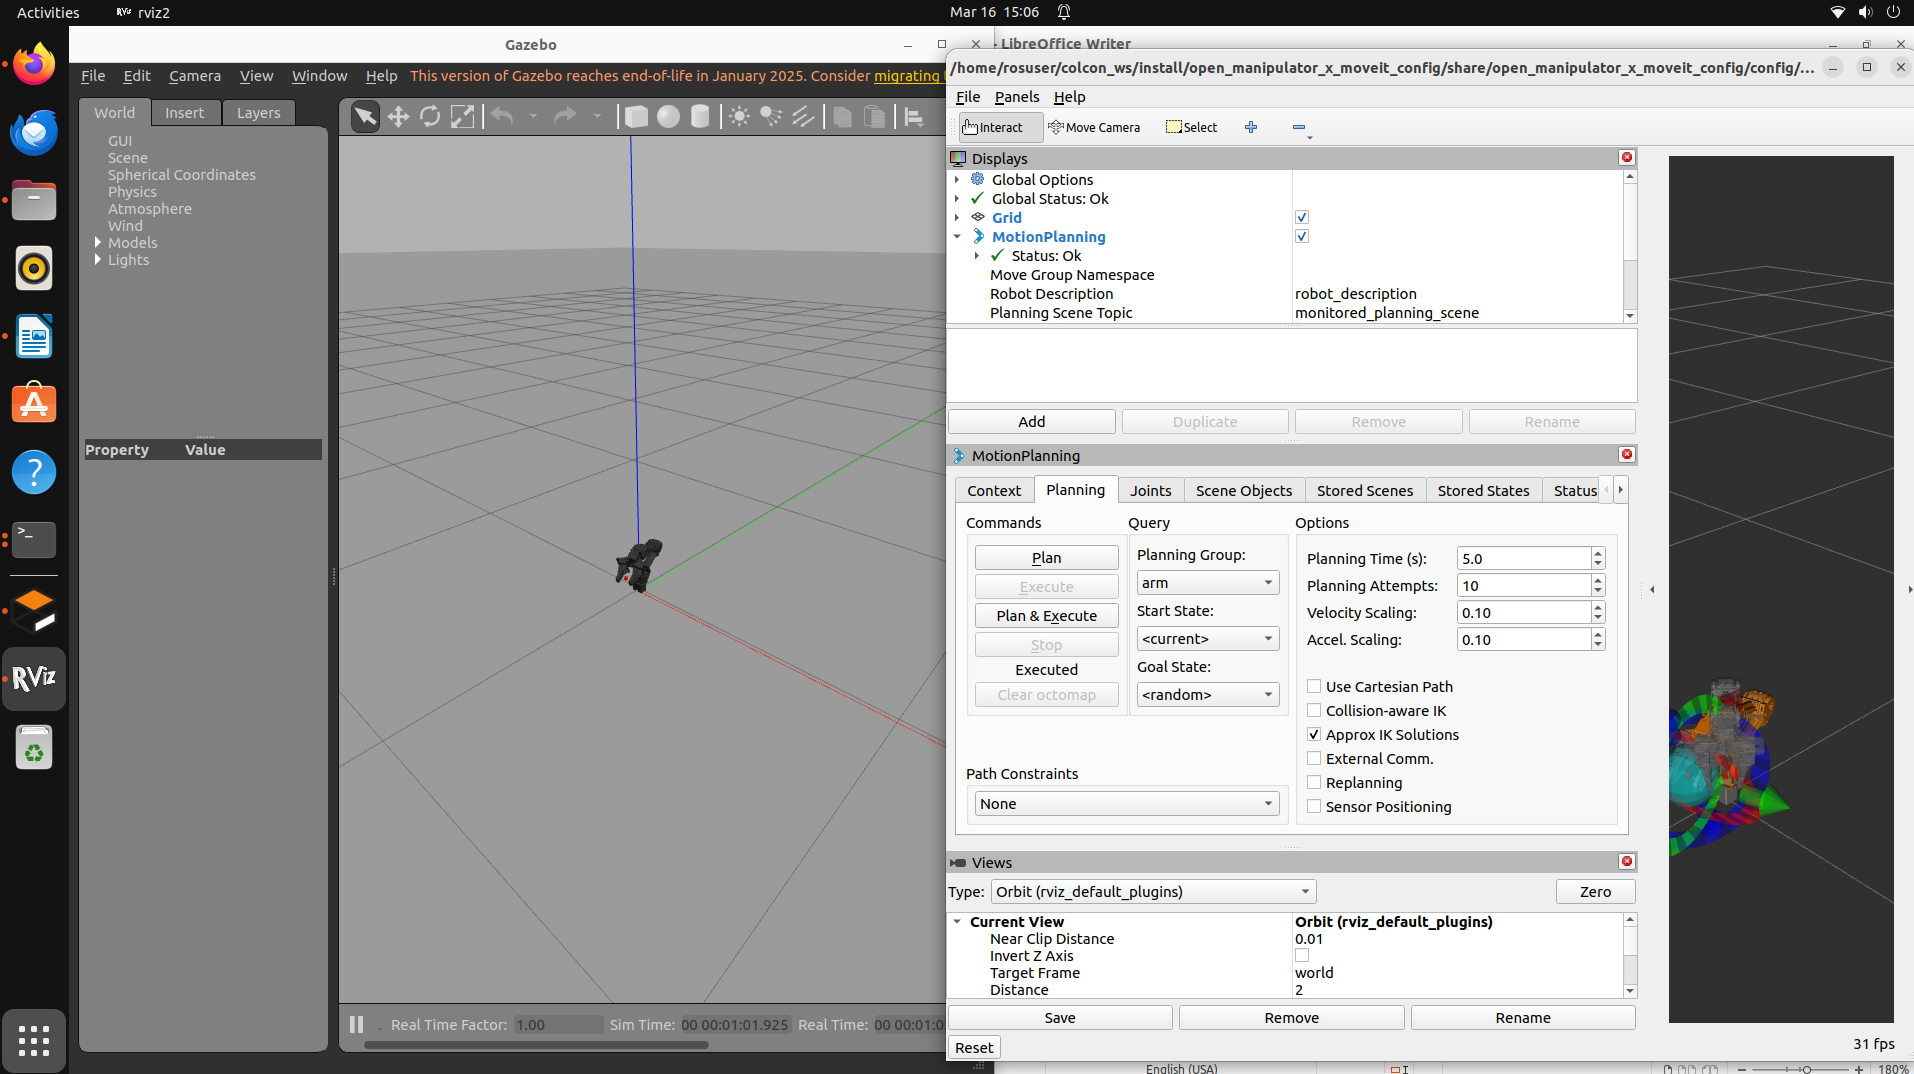 Activities
rviz2
Mar 16 15:06
Gazebo
File Edit Camera View Window Help This version of Gazebo reaches end-of-life in January 2025. Consider migrating
World Insert Layers
GUI
Scene
Spherical Coordinates
Physics
Atmosphere
Wind
Models
Lights
Property Value
Real Time Factor: 1.00 Sim Time: 00 00:01:01.925 Real Time: 00 00:01:0
- LibreOffice Writer
/home/rosuser/colcon_ws/install/open_manipulator_x_moveit_config/share/open_manipulator_x_moveit_config/config/...
File Panels Help
Interact Move Camera Select
Displays
Global Options
Global Status: Ok
Grid
MotionPlanning
Status: Ok
Move Group Namespace
Robot Description robot_description
Planning Scene Topic monitored_planning_scene
Add Duplicate Remove Rename
MotionPlanning
Context Planning Joints Scene Objects Stored Scenes Stored States Status
Commands Query Options
Plan
Execute
Plan & Execute
Stop
Executed
Clear octomap
Planning Group:
arm
Start State:
<current>
Goal State:
<random>
Planning Time (s): 5.0
Planning Attempts: 10
Velocity Scaling: 0.10
Accel. Scaling: 0.10
Use Cartesian Path
Collision-aware IK
Approx IK Solutions
External Comm.
Replanning
Sensor Positioning
Path Constraints
None
Views
Type: Orbit (rviz_default_plugins) Zero
Current View Orbit (rviz_default_plugins)
Near Clip Distance 0.01
Invert Z Axis
Target Frame world
Distance 2
Save Remove Rename
Reset
31 fps
English (USA)
180%
RViz